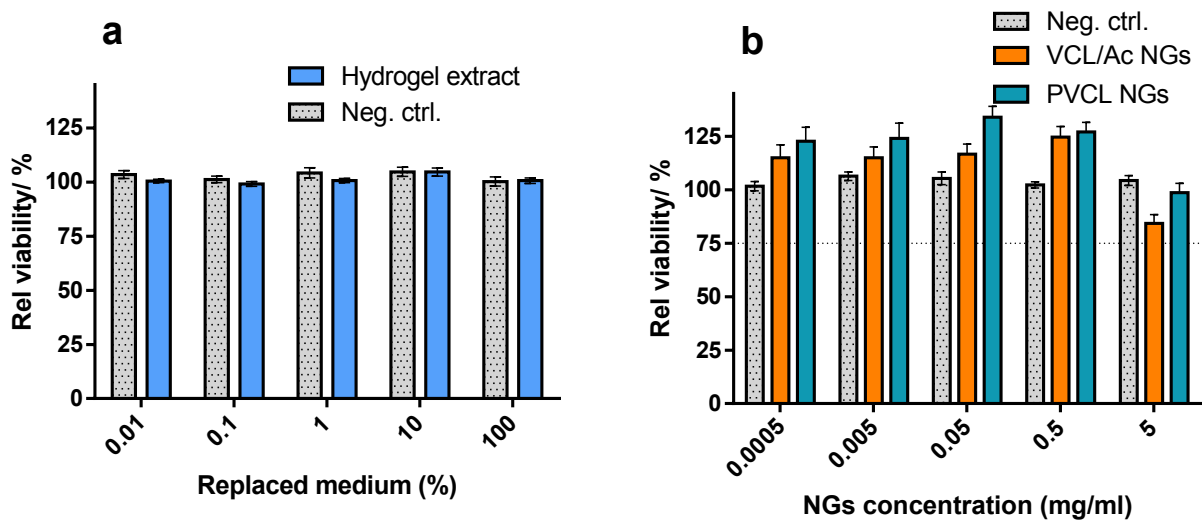 a
Hydrogel extract
Neg. ctrl.
125
100
75
50
25
0
Rel viability/ %
0.01
0.1
1
10
100
Replaced medium (%)
b
Neg. ctrl.
VCL/Ac NGs
PVCL NGs
125
100
75
50
25
0
Rel viability/ %
0.0005
0.005
0.05
0.5
5
NGs concentration (mg/ml)